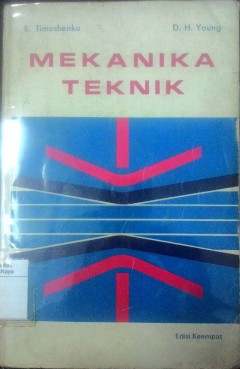 S. Timoshenko D. H. Young
MEKANIKA
TEKNIK
Edisi Keempat